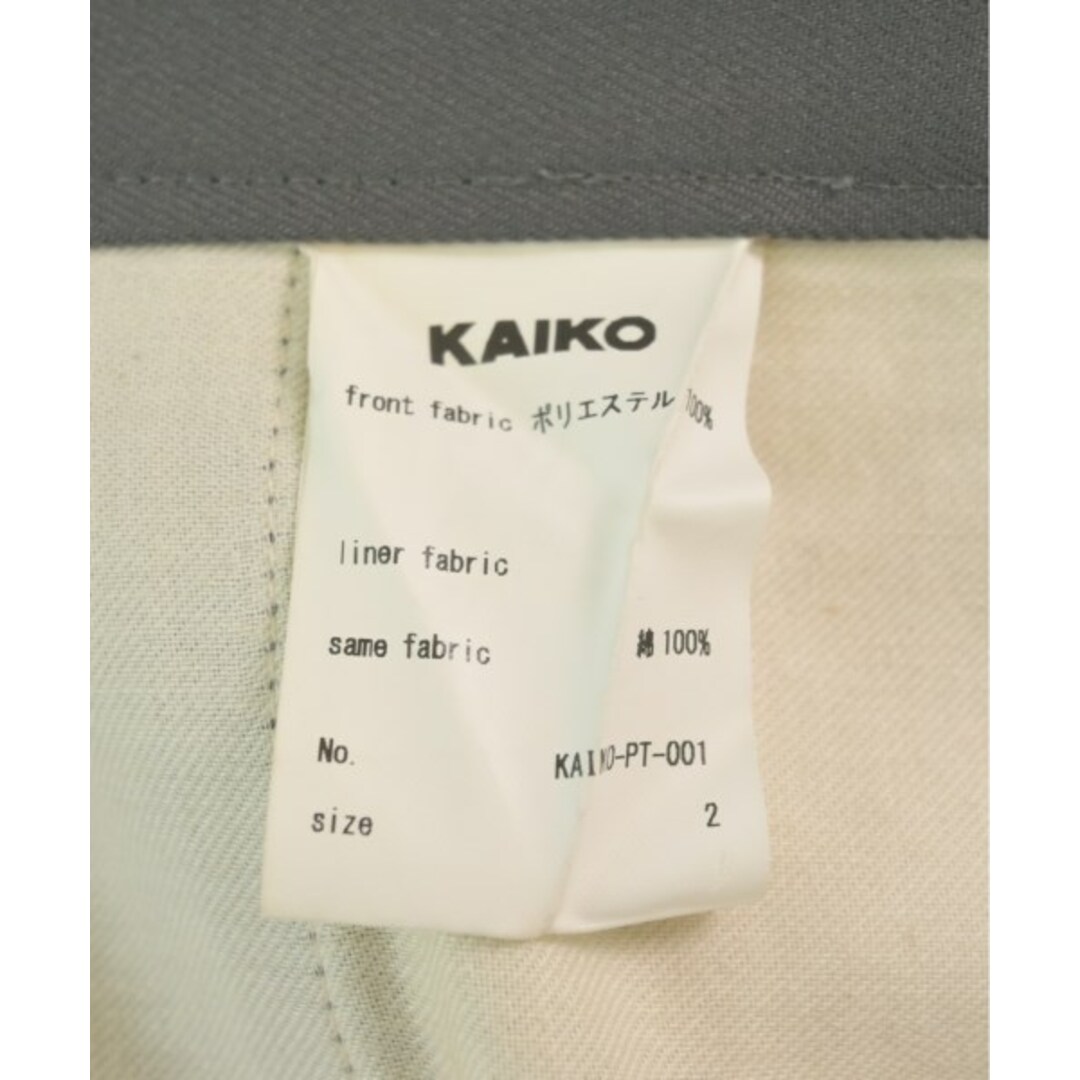 KAIKO
front fabric ポリエステル 100%
liner fabric
same fabric 綿 100%
No. KAIKO-PT-001
size 2